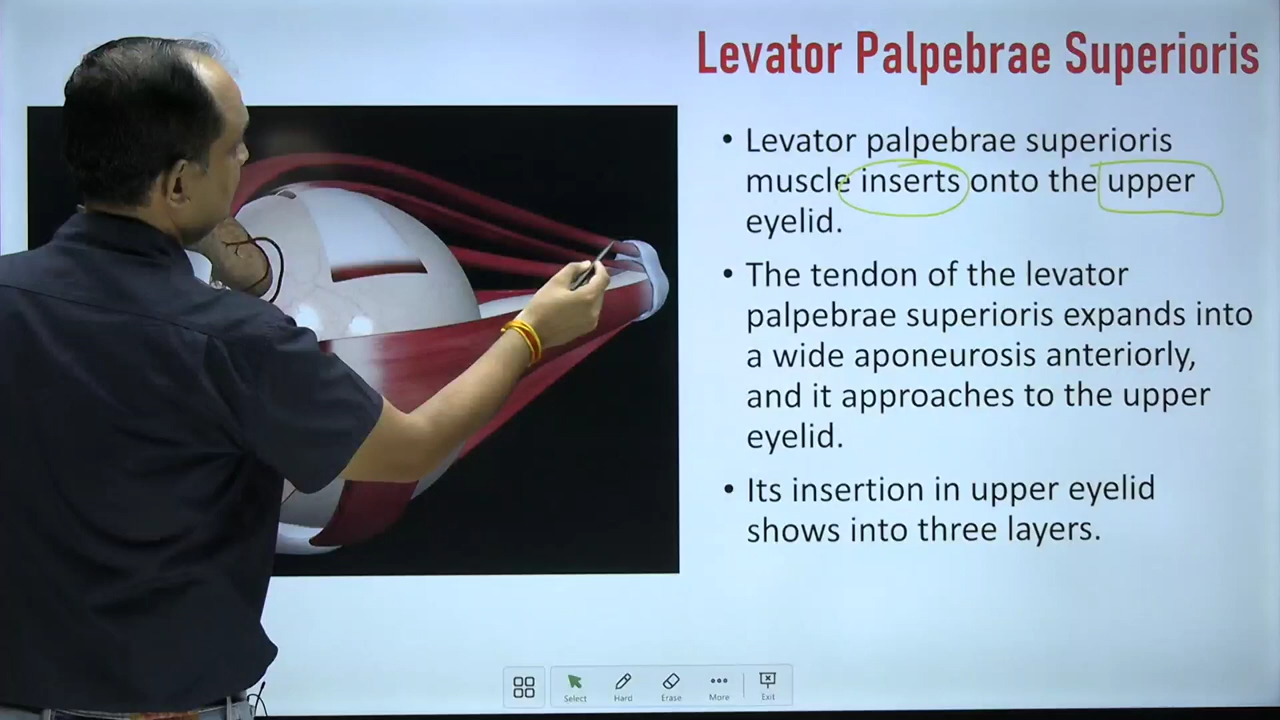 Levator Palpebrae Superioris
• Levator palpebrae superioris
muscle inserts onto the upper
eyelid.
• The tendon of the levator
palpebrae superioris expands into
a wide aponeurosis anteriorly,
and it approaches to the upper
eyelid.
• Its insertion in upper eyelid
shows into three layers.
Select Hard Erase More Exit